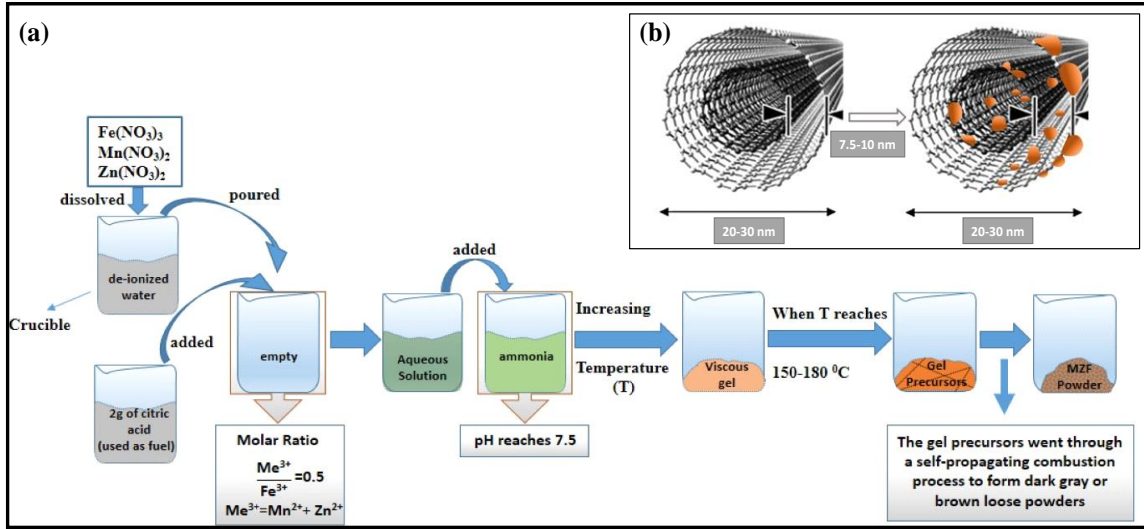 (a)
Fe(NO₃)₃
Mn(NO₃)₂
Zn(NO₃)₂
dissolved
poured
de-ionized
water
Crucible
added
2g of citric
acid
(used as fuel)
empty
Molar Ratio
Me³⁺/Fe³⁺ =0.5
Me³⁺=Mn²⁺+ Zn²⁺
Aqueous
Solution
added
ammonia
pH reaches 7.5
Increasing
Temperature
(T)
Viscous
gel
When T reaches
150-180 ⁰C
Gel
Precursors
MZF
Powder
The gel precursors went through
a self-propagating combustion
process to form dark gray or
brown loose powders
(b)
7.5-10 nm
20-30 nm
20-30 nm